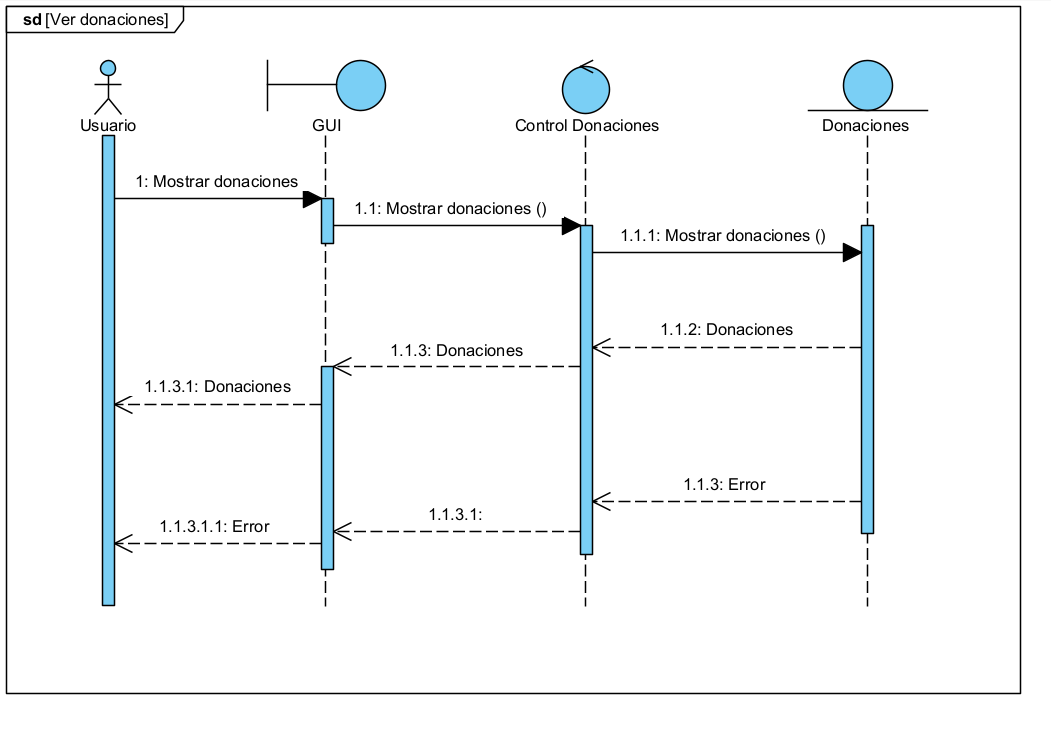 sd [Ver donaciones]
Usuario
GUI
Control Donaciones
Donaciones
1: Mostrar donaciones
1.1: Mostrar donaciones ()
1.1.1: Mostrar donaciones ()
1.1.2: Donaciones
1.1.3: Donaciones
1.1.3.1: Donaciones
1.1.3: Error
1.1.3.1:
1.1.3.1.1: Error